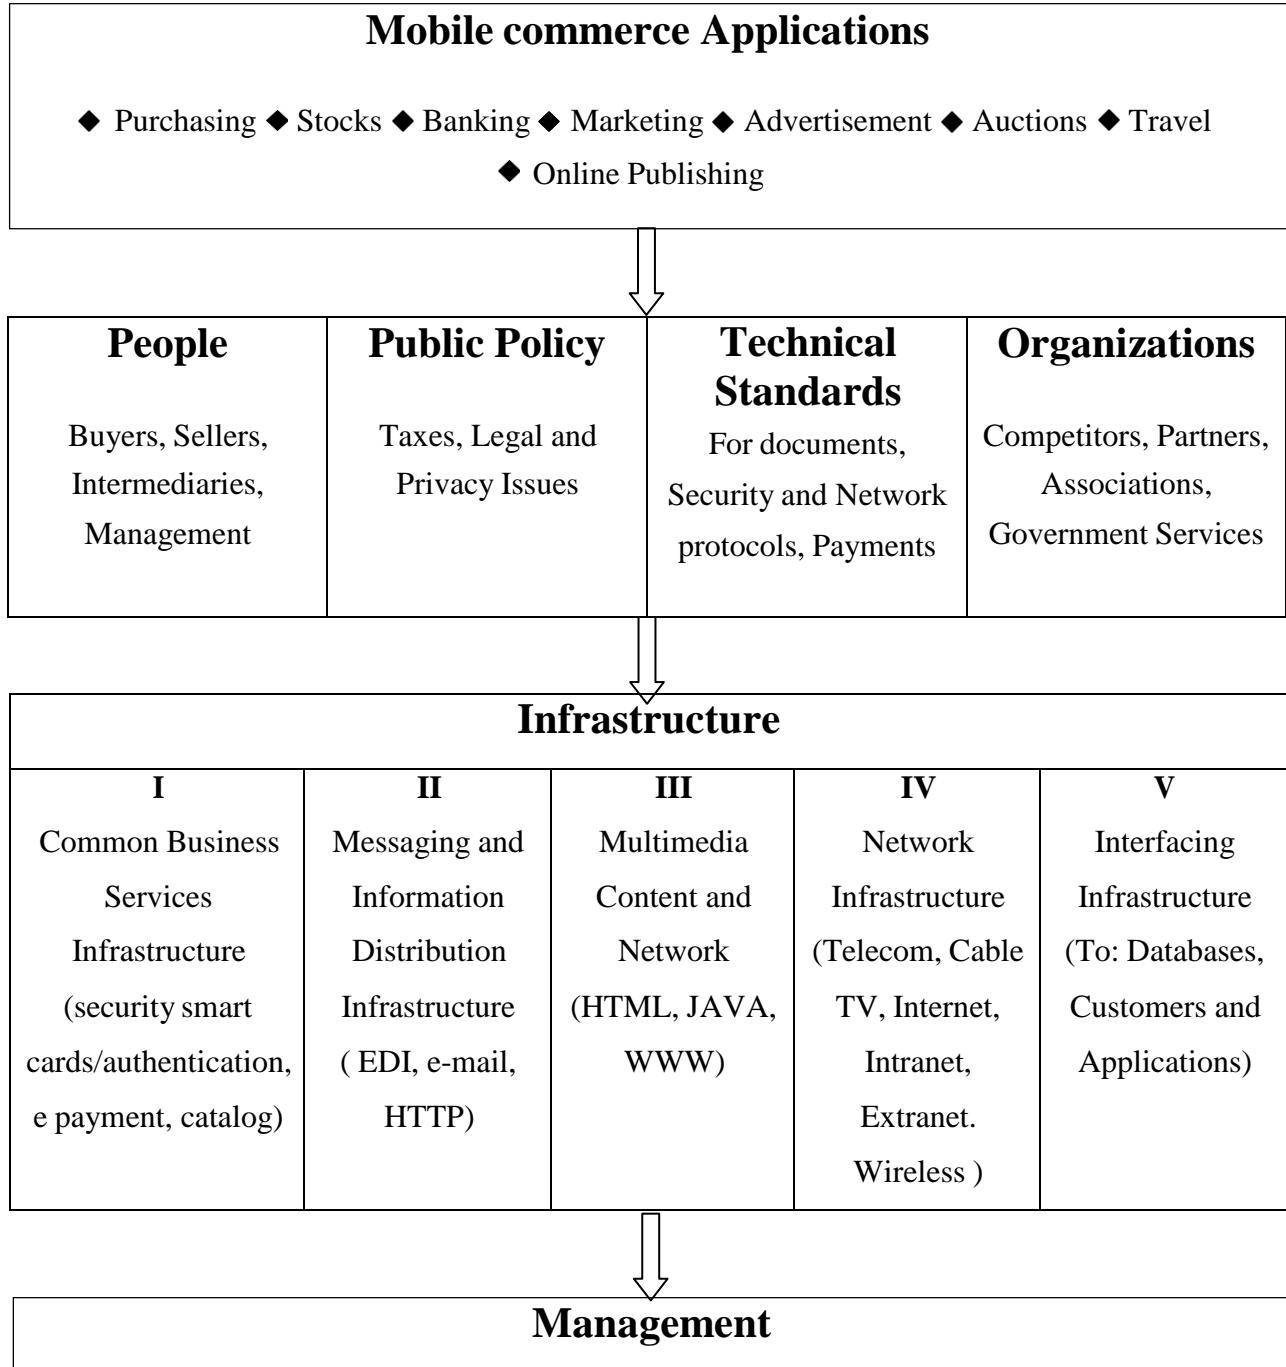 Mobile commerce Applications
◆ Purchasing ◆ Stocks ◆ Banking ◆ Marketing ◆ Advertisement ◆ Auctions ◆ Travel
◆ Online Publishing
People
Buyers, Sellers,
Intermediaries,
Management
Public Policy
Taxes, Legal and
Privacy Issues
Technical
Standards
For documents,
Security and Network
protocols, Payments
Organizations
Competitors, Partners,
Associations,
Government Services
Infrastructure
I
Common Business
Services
Infrastructure
(security smart
cards/authentication,
e payment, catalog)
II
Messaging and
Information
Distribution
Infrastructure
( EDI, e-mail,
HTTP)
III
Multimedia
Content and
Network
(HTML, JAVA,
WWW)
IV
Network
Infrastructure
(Telecom, Cable
TV, Internet,
Intranet,
Extranet.
Wireless )
V
Interfacing
Infrastructure
(To: Databases,
Customers and
Applications)
Management